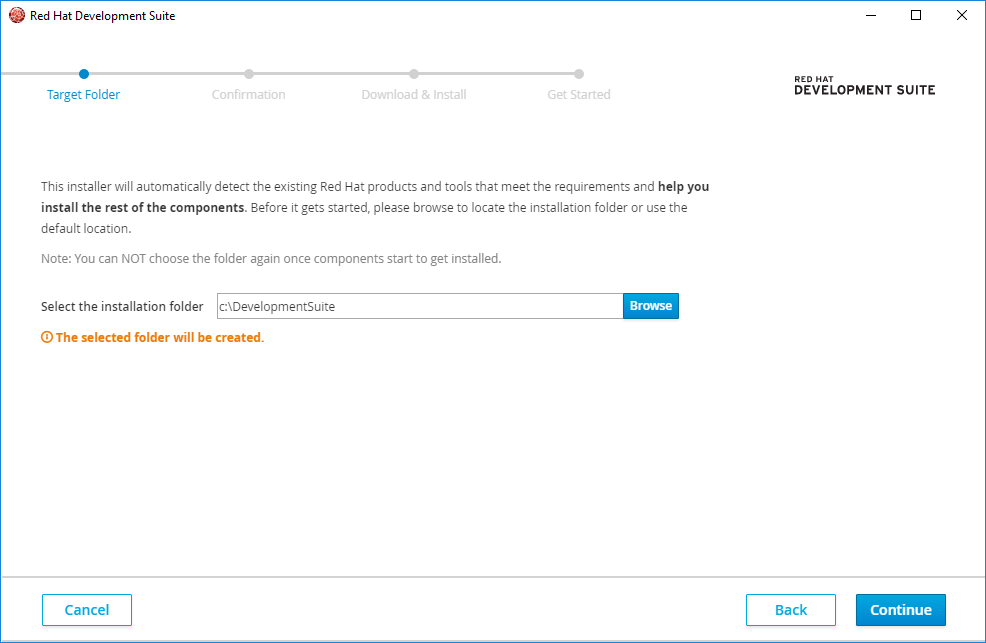 Red Hat Development Suite
Target Folder
Confirmation
Download & Install
Get Started
RED HAT
DEVELOPMENT SUITE
This installer will automatically detect the existing Red Hat products and tools that meet the requirements and help you
install the rest of the components. Before it gets started, please browse to locate the installation folder or use the
default location.
Note: You can NOT choose the folder again once components start to get installed.
Select the installation folder
c:\DevelopmentSuite
Browse
The selected folder will be created.
Cancel
Back
Continue